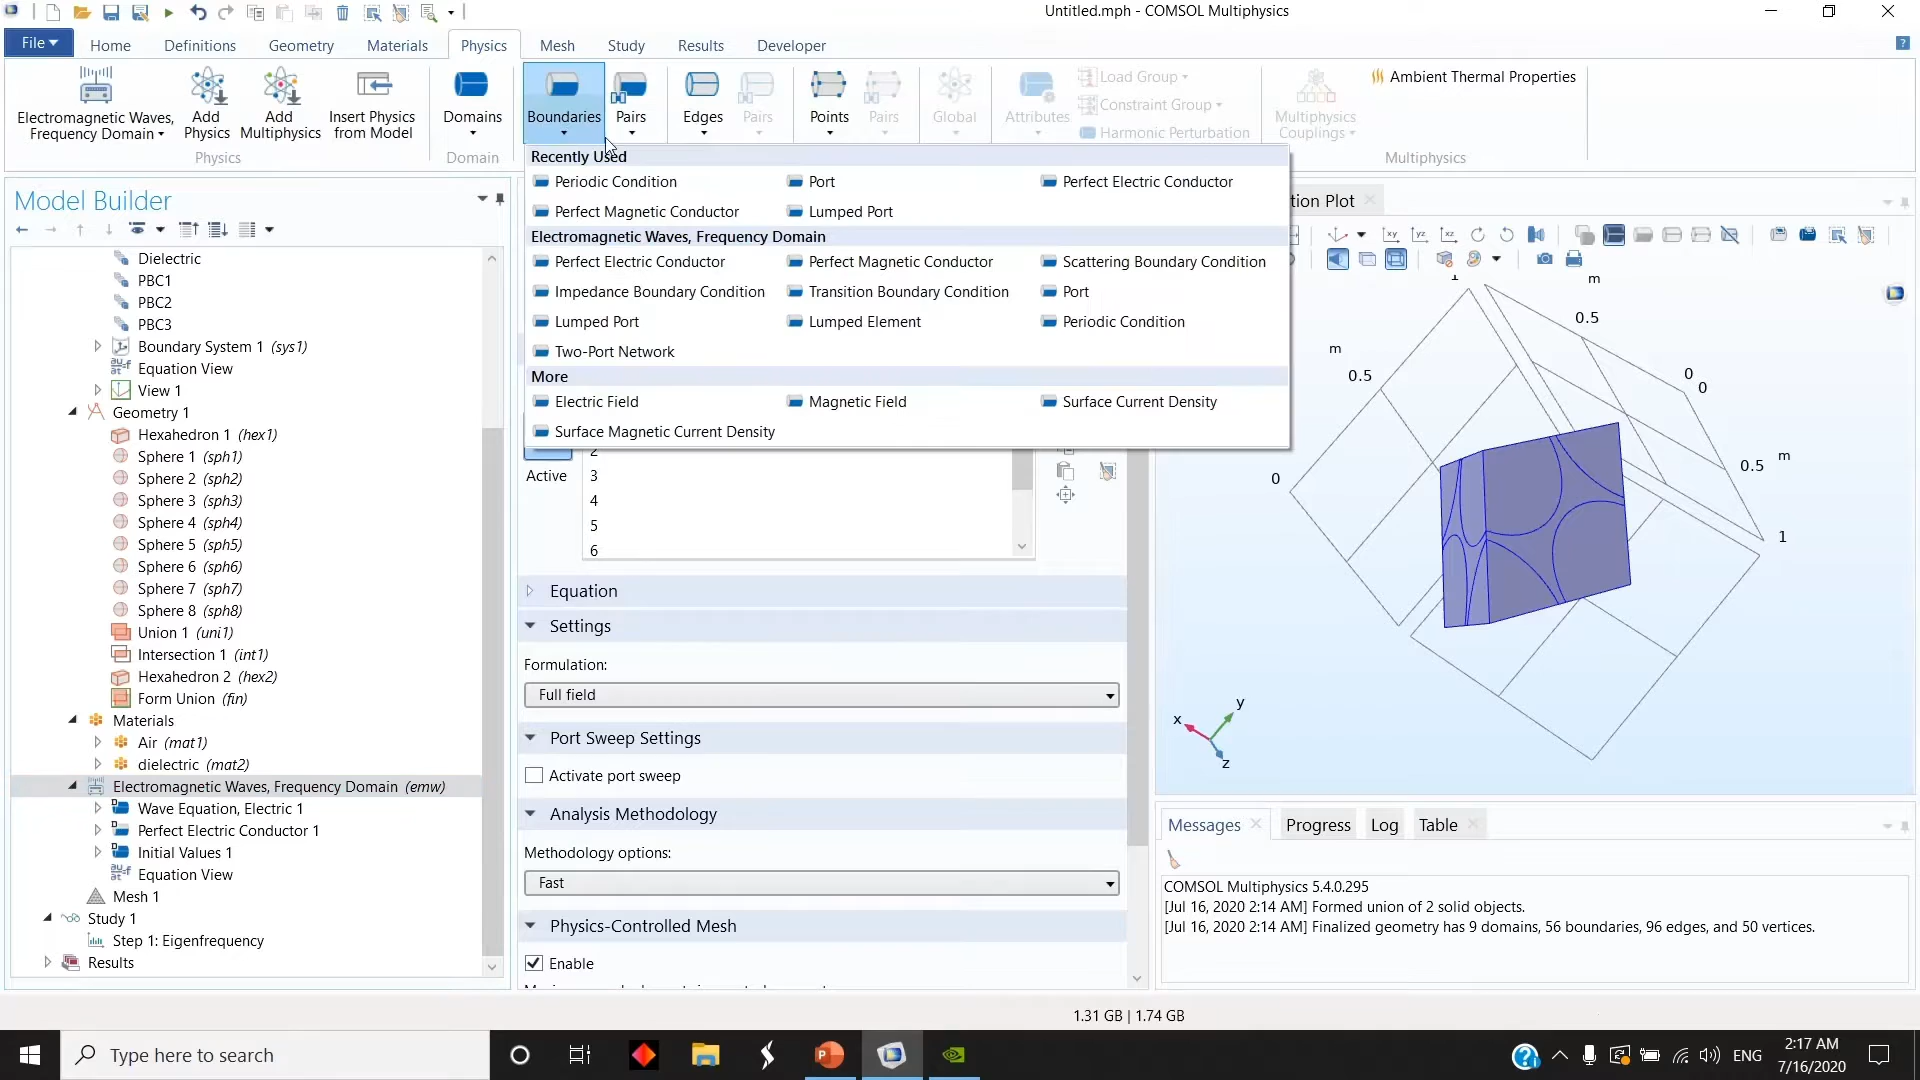 Untitled.mph - COMSOL Multiphysics
File Home Definitions Geometry Materials Physics Mesh Study Results Developer
Electromagnetic Waves, Frequency Domain
Add Physics
Add Multiphysics
Insert Physics from Model
Physics
Domains
Domain
Boundaries
Pairs
Edges
Pairs
Points
Pairs
Global
Attributes
Load Group
Constraint Group
Harmonic Perturbation
Multiphysics Couplings
Ambient Thermal Properties
Multiphysics
Recently Used
Periodic Condition Port Perfect Electric Conductor
Perfect Magnetic Conductor Lumped Port
Electromagnetic Waves, Frequency Domain
Perfect Electric Conductor Perfect Magnetic Conductor Scattering Boundary Condition
Impedance Boundary Condition Transition Boundary Condition Port
Lumped Port Lumped Element Periodic Condition
Two-Port Network
More
Electric Field Magnetic Field Surface Current Density
Surface Magnetic Current Density
Model Builder
Dielectric
PBC1
PBC2
PBC3
Boundary System 1 (sys1)
Equation View
View 1
Geometry 1
Hexahedron 1 (hex1)
Sphere 1 (sph1)
Sphere 2 (sph2)
Sphere 3 (sph3)
Sphere 4 (sph4)
Sphere 5 (sph5)
Sphere 6 (sph6)
Sphere 7 (sph7)
Sphere 8 (sph8)
Union 1 (uni1)
Intersection 1 (int1)
Hexahedron 2 (hex2)
Form Union (fin)
Materials
Air (mat1)
dielectric (mat2)
Electromagnetic Waves, Frequency Domain (emw)
Wave Equation, Electric 1
Perfect Electric Conductor 1
Initial Values 1
Equation View
Mesh 1
Study 1
Step 1: Eigenfrequency
Results
Active
2
3
4
5
6
Equation
Settings
Formulation:
Full field
Port Sweep Settings
Activate port sweep
Analysis Methodology
Methodology options:
Fast
Physics-Controlled Mesh
Enable
tion Plot
xy yz xz
1 m
0.5
m 0.5
0
0
0
m
0.5
1
x y z
Messages Progress Log Table
COMSOL Multiphysics 5.4.0.295
[Jul 16, 2020 2:14 AM] Formed union of 2 solid objects.
[Jul 16, 2020 2:14 AM] Finalized geometry has 9 domains, 56 boundaries, 96 edges, and 50 vertices.
1.31 GB | 1.74 GB
Type here to search
ENG
2:17 AM
7/16/2020